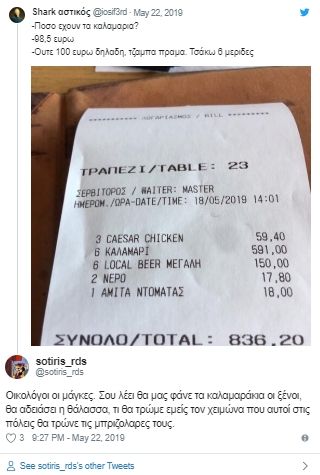 Shark αστικός @iosif3rd · May 22, 2019
-Ποσο εχουν τα καλαμαρια?
-98,5 ευρω
-Ουτε 100 ευρω δηλαδη, τζαμπα πραμα. Τσάκω 6 μεριδες
ΛΟΓΑΡΙΑΣΜΟΣ / BILL
ΤΡΑΠΕΖΙ/TABLE: 23
ΣΕΡΒΙΤΟΡΟΣ / WAITER: MASTER
ΗΜΕΡΟΜ./ΩΡΑ-DATE/TIME: 18/05/2019 14:01
3 CAESAR CHICKEN 59,40
6 ΚΑΛΑΜΑΡΙ 591,00
6 LOCAL BEER ΜΕΓΑΛΗ 150,00
2 ΝΕΡΟ 17,80
1 ΑΜΙΤΑ ΝΤΟΜΑΤΑΣ 18,00
ΣΥΝΟΛΟ/TOTAL: 836,20
sotiris_rds
@sotiris_rds
Οικολόγοι οι μάγκες. Σου λέει θα μας φάνε τα καλαμαράκια οι ξένοι,
θα αδειάσει η θάλασσα, τι θα τρώμε εμείς τον χειμώνα που αυτοί στις
πόλεις θα τρώνε τις μπριζολαρες τους.
3 9:27 PM - May 22, 2019
See sotiris_rds's other Tweets